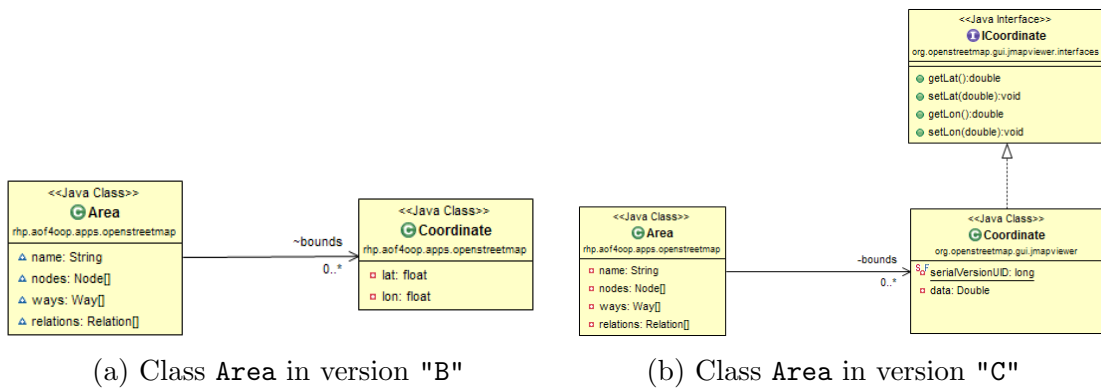 <<Java Class>>
Area
rhp.aof4oop.apps.openstreetmap
name: String
nodes: Node[]
ways: Way[]
relations: Relation[]
~bounds
0..*
<<Java Class>>
Coordinate
rhp.aof4oop.apps.openstreetmap
lat: float
lon: float
(a) Class Area in version "B"
<<Java Interface>>
ICoordinate
org.openstreetmap.gui.jmapviewer.interfaces
getLat():double
setLat(double):void
getLon():double
setLon(double):void
<<Java Class>>
Area
rhp.aof4oop.apps.openstreetmap
name: String
nodes: Node[]
ways: Way[]
relations: Relation[]
-bounds
0..*
<<Java Class>>
Coordinate
org.openstreetmap.gui.jmapviewer
serialVersionUID: long
data: Double
(b) Class Area in version "C"